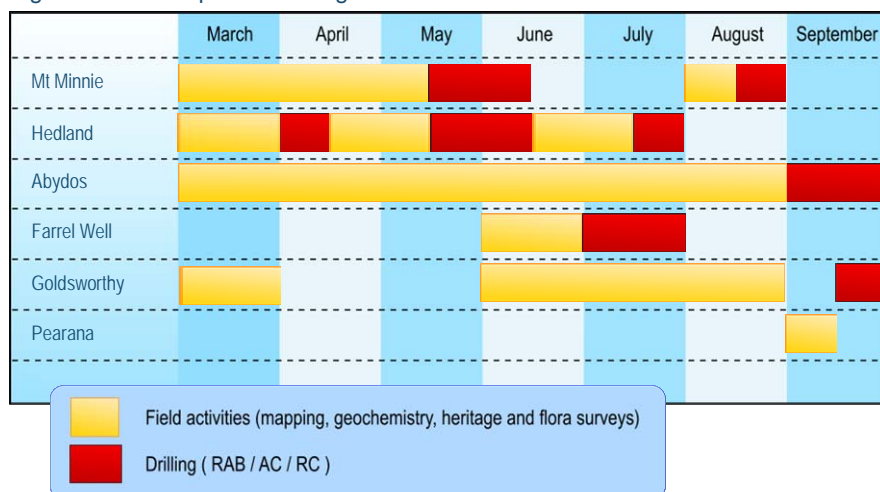 March April May June July August September
Mt Minnie
Hedland
Abydos
Farrel Well
Goldsworthy
Pearana
Field activities (mapping, geochemistry, heritage and flora surveys)
Drilling ( RAB / AC / RC )